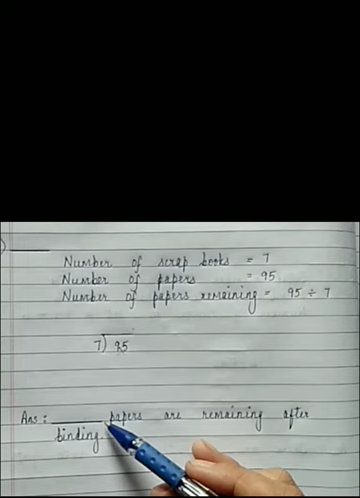 Number of scrap books = 7
Number of papers = 95
Number of papers remaining = 95 ÷ 7
7) 95
Ans: ______ papers are remaining after
binding.